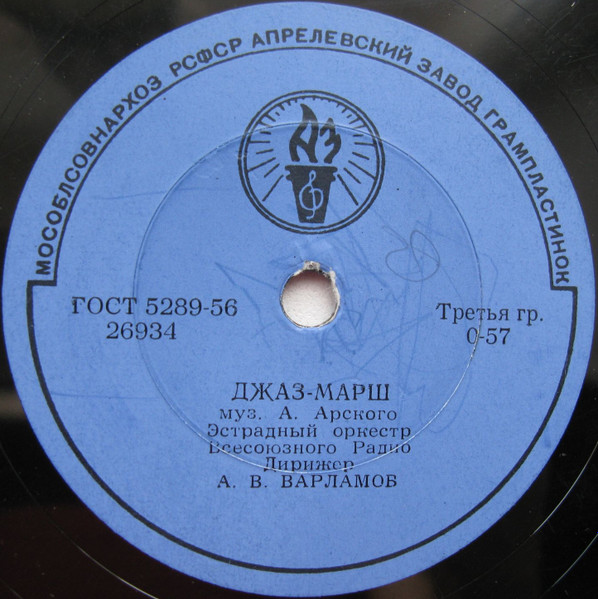 МОСОБЛСОВНАРХОЗ РСФСР АПРЕЛЕВСКИЙ ЗАВОД ГРАМПЛАСТИНОК
АЗ
ГОСТ 5289-56
26934
Третья гр.
0-57
ДЖАЗ-МАРШ
муз. А. Арского
Эстрадный оркестр
Всесоюзного Радио
Дирижер
А. В. ВАРЛАМОВ